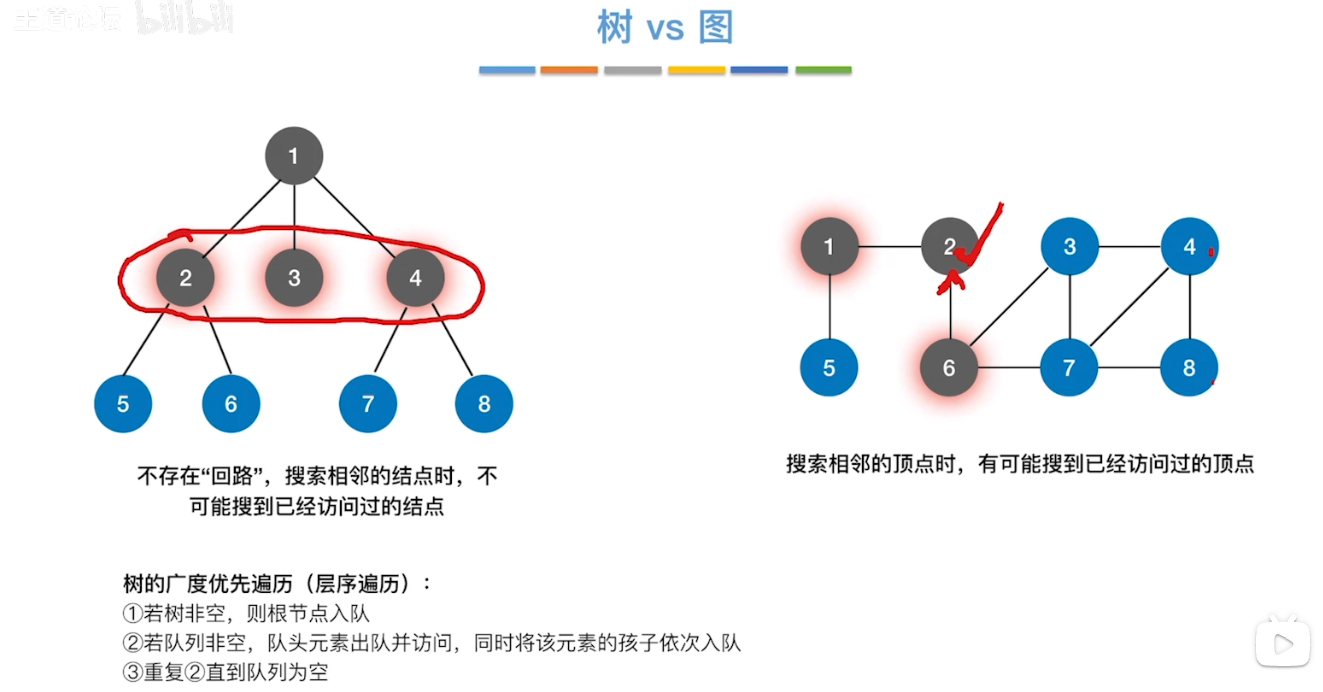 bilibili
树 vs 图
1
2
3
4
5
6
7
8
1
2
3
4
5
6
7
8
不存在“回路”，搜索相邻的结点时，不
可能搜到已经访问过的结点
搜索相邻的顶点时，有可能搜到已经访问过的顶点
树的广度优先遍历（层序遍历）：
①若树非空，则根节点入队
②若队列非空，队头元素出队并访问，同时将该元素的孩子依次入队
③重复②直到队列为空